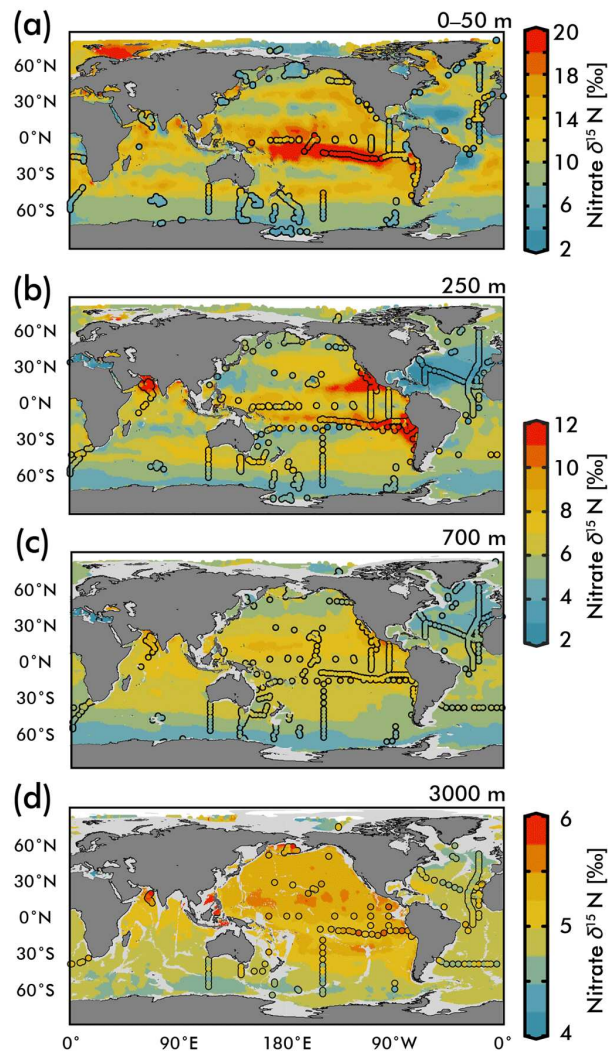 (a)
0–50 m
60°N
30°N
0°N
30°S
60°S
20
18
14
10
6
2
Nitrate δ¹⁵ N [‰]
(b)
250 m
60°N
30°N
0°N
30°S
60°S
(c)
700 m
60°N
30°N
0°N
30°S
60°S
12
10
8
6
4
2
Nitrate δ¹⁵ N [‰]
(d)
3000 m
60°N
30°N
0°N
30°S
60°S
0°
90°E
180°E
90°W
0°
6
5
4
Nitrate δ¹⁵ N [‰]